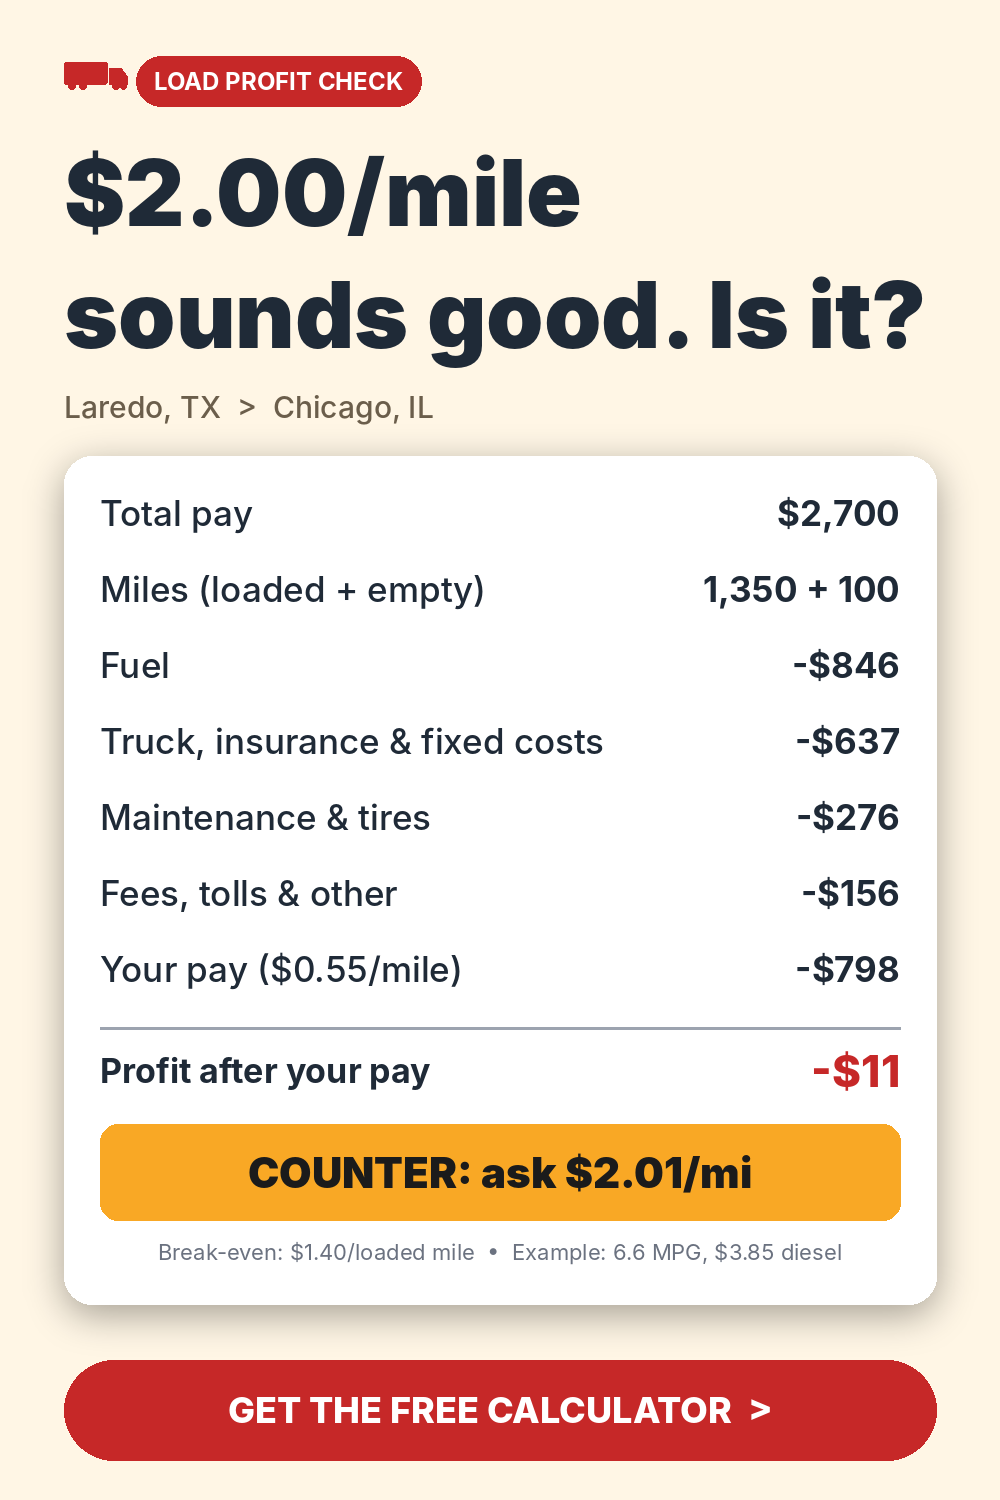 LOAD PROFIT CHECK
$2.00/mile
sounds good. Is it?
Laredo, TX > Chicago, IL
Total pay $2,700
Miles (loaded + empty) 1,350 + 100
Fuel -$846
Truck, insurance & fixed costs -$637
Maintenance & tires -$276
Fees, tolls & other -$156
Your pay ($0.55/mile) -$798
Profit after your pay -$11
COUNTER: ask $2.01/mi
Break-even: $1.40/loaded mile • Example: 6.6 MPG, $3.85 diesel
GET THE FREE CALCULATOR >